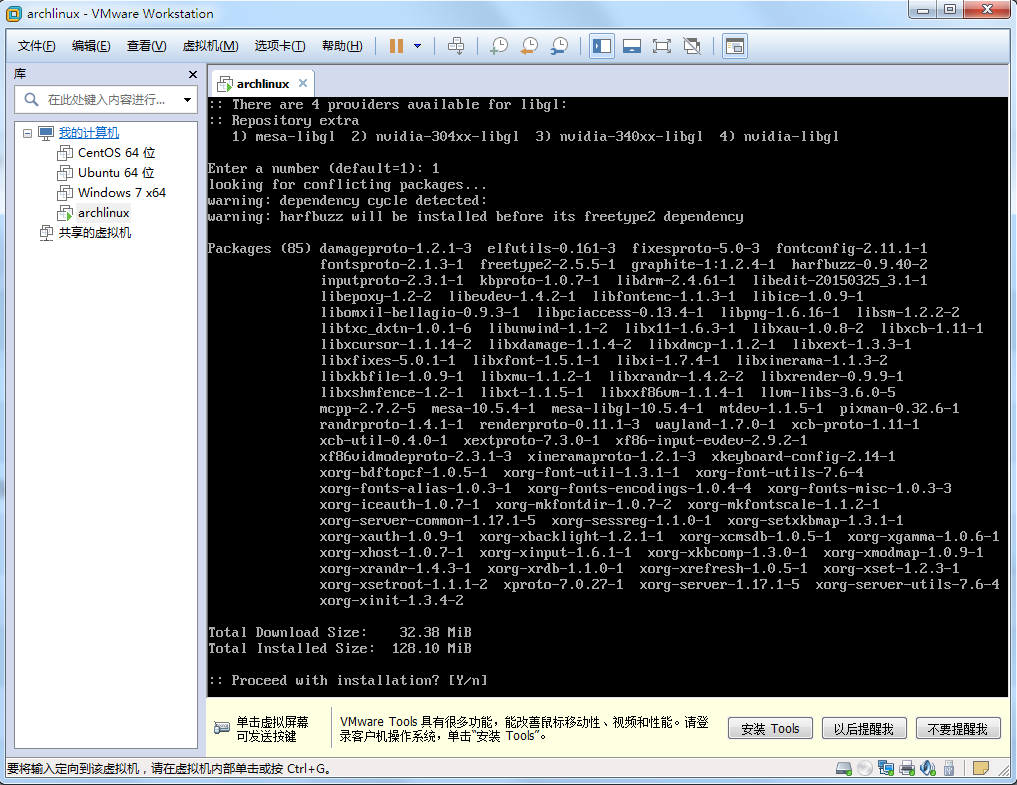 archlinux - VMware Workstation
文件(F) 编辑(E) 查看(V) 虚拟机(M) 选项卡(T) 帮助(H)
库
在此处键入内容进行...
我的计算机
CentOS 64 位
Ubuntu 64 位
Windows 7 x64
archlinux
共享的虚拟机
archlinux
:: There are 4 providers available for libgl:
:: Repository extra
1) mesa-libgl 2) nvidia-304xx-libgl 3) nvidia-340xx-libgl 4) nvidia-libgl
Enter a number (default=1): 1
looking for conflicting packages...
warning: dependency cycle detected:
warning: harfbuzz will be installed before its freetype2 dependency
Packages (85) damageproto-1.2.1-3 elfutils-0.161-3 fixesproto-5.0-3 fontconfig-2.11.1-1
fontsproto-2.1.3-1 freetype2-2.5.5-1 graphite-1:1.2.4-1 harfbuzz-0.9.40-2
inputproto-2.3.1-1 kbproto-1.0.7-1 libdrm-2.4.61-1 libedit-20150325_3.1-1
libepoxy-1.2-2 libevdev-1.4.2-1 libfontenc-1.1.3-1 libice-1.0.9-1
libomxil-bellagio-0.9.3-1 libpciaccess-0.13.4-1 libpng-1.6.16-1 libsm-1.2.2-2
libtxc_dxtn-1.0.1-6 libunwind-1.1-2 libx11-1.6.3-1 libxau-1.0.8-2 libxcb-1.11-1
libxcursor-1.1.14-2 libxdamage-1.1.4-2 libxdmcp-1.1.2-1 libxext-1.3.3-1
libxfixes-5.0.1-1 libxfont-1.5.1-1 libxi-1.7.4-1 libxinerama-1.1.3-2
libxkbfile-1.0.9-1 libxmu-1.1.2-1 libxrandr-1.4.2-2 libxrender-0.9.9-1
libxshmfence-1.2-1 libxt-1.1.5-1 libxxf86vm-1.1.4-1 llvm-libs-3.6.0-5
mcpp-2.7.2-5 mesa-10.5.4-1 mesa-libgl-10.5.4-1 mtdev-1.1.5-1 pixman-0.32.6-1
randrproto-1.4.1-1 renderproto-0.11.1-3 wayland-1.7.0-1 xcb-proto-1.11-1
xcb-util-0.4.0-1 xextproto-7.3.0-1 xf86-input-evdev-2.9.2-1
xf86vidmodeproto-2.3.1-3 xineramaproto-1.2.1-3 xkeyboard-config-2.14-1
xorg-bdftopcf-1.0.5-1 xorg-font-util-1.3.1-1 xorg-font-utils-7.6-4
xorg-fonts-alias-1.0.3-1 xorg-fonts-encodings-1.0.4-4 xorg-fonts-misc-1.0.3-3
xorg-iceauth-1.0.7-1 xorg-mkfontdir-1.0.7-2 xorg-mkfontscale-1.1.2-1
xorg-server-common-1.17.1-5 xorg-sessreg-1.1.0-1 xorg-setxkbmap-1.3.1-1
xorg-xauth-1.0.9-1 xorg-xbacklight-1.2.1-1 xorg-xcmsdb-1.0.5-1 xorg-xgamma-1.0.6-1
xorg-xhost-1.0.7-1 xorg-xinput-1.6.1-1 xorg-xkbcomp-1.3.0-1 xorg-xmodmap-1.0.9-1
xorg-xrandr-1.4.3-1 xorg-xrdb-1.1.0-1 xorg-xrefresh-1.0.5-1 xorg-xset-1.2.3-1
xorg-xsetroot-1.1.1-2 xproto-7.0.27-1 xorg-server-1.17.1-5 xorg-server-utils-7.6-4
xorg-xinit-1.3.4-2
Total Download Size: 32.38 MiB
Total Installed Size: 128.10 MiB
:: Proceed with installation? [Y/n]
单击虚拟屏幕
可发送按键
VMware Tools 具有很多功能，能改善鼠标移动性、视频和性能。请登
录客户机操作系统，单击“安装 Tools”。
安装 Tools 以后提醒我 不要提醒我
要将输入定向到该虚拟机，请在虚拟机内部单击或按 Ctrl+G。